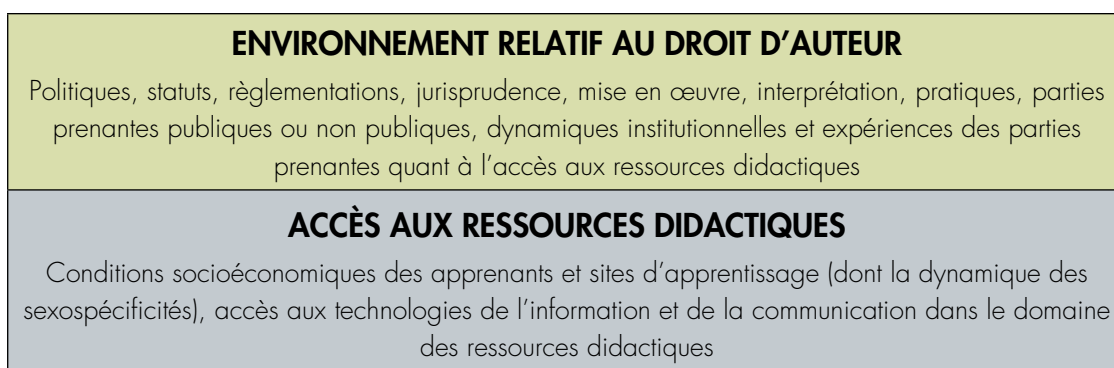 ENVIRONNEMENT RELATIF AU DROIT D’AUTEUR
Politiques, statuts, règlementations, jurisprudence, mise en œuvre, interprétation, pratiques, parties
prenantes publiques ou non publiques, dynamiques institutionnelles et expériences des parties
prenantes quant à l’accès aux ressources didactiques
ACCÈS AUX RESSOURCES DIDACTIQUES
Conditions socioéconomiques des apprenants et sites d’apprentissage (dont la dynamique des
sexospécificités), accès aux technologies de l’information et de la communication dans le domaine
des ressources didactiques